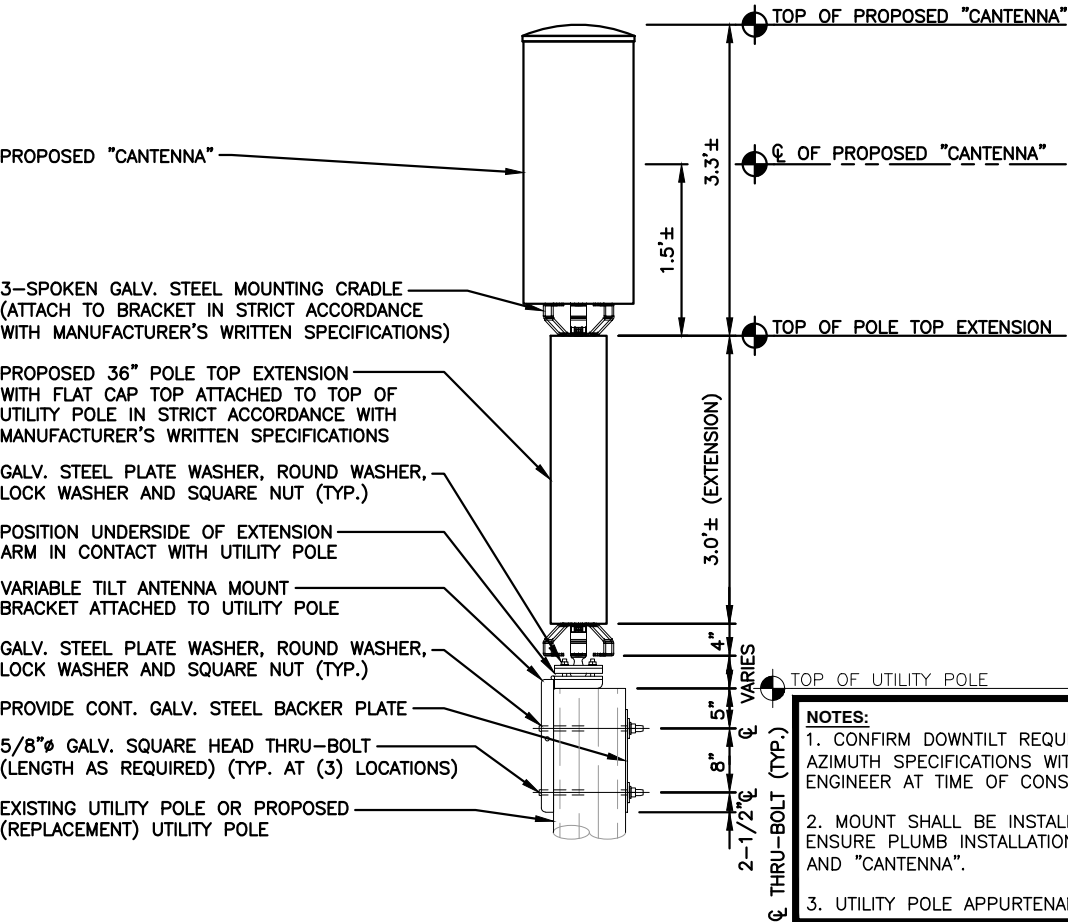 TOP OF PROPOSED "CANTENNA"
PROPOSED "CANTENNA"
3.3'±
℄ OF PROPOSED "CANTENNA"
1.5'±
3-SPOKEN GALV. STEEL MOUNTING CRADLE
(ATTACH TO BRACKET IN STRICT ACCORDANCE
WITH MANUFACTURER'S WRITTEN SPECIFICATIONS)
TOP OF POLE TOP EXTENSION
PROPOSED 36" POLE TOP EXTENSION
WITH FLAT CAP TOP ATTACHED TO TOP OF
UTILITY POLE IN STRICT ACCORDANCE WITH
MANUFACTURER'S WRITTEN SPECIFICATIONS
3.0'± (EXTENSION)
GALV. STEEL PLATE WASHER, ROUND WASHER,
LOCK WASHER AND SQUARE NUT (TYP.)
POSITION UNDERSIDE OF EXTENSION
ARM IN CONTACT WITH UTILITY POLE
VARIABLE TILT ANTENNA MOUNT
BRACKET ATTACHED TO UTILITY POLE
GALV. STEEL PLATE WASHER, ROUND WASHER,
LOCK WASHER AND SQUARE NUT (TYP.)
PROVIDE CONT. GALV. STEEL BACKER PLATE
5/8"ø GALV. SQUARE HEAD THRU-BOLT
(LENGTH AS REQUIRED) (TYP. AT (3) LOCATIONS)
EXISTING UTILITY POLE OR PROPOSED
(REPLACEMENT) UTILITY POLE
4"
VARIES
5"
℄
8"
℄
2-1/2"
℄ THRU-BOLT (TYP.)
TOP OF UTILITY POLE
NOTES:
1. CONFIRM DOWNTILT REQU
AZIMUTH SPECIFICATIONS WIT
ENGINEER AT TIME OF CONS
2. MOUNT SHALL BE INSTALL
ENSURE PLUMB INSTALLATION
AND "CANTENNA".
3. UTILITY POLE APPURTENA